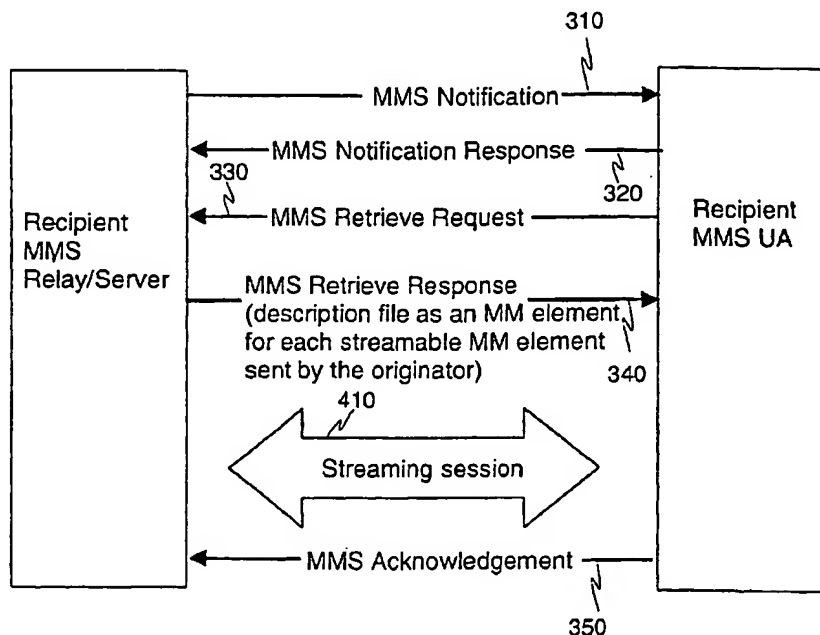 310
MMS Notification
MMS Notification Response
330
320
MMS Retrieve Request
Recipient
MMS
Relay/Server
Recipient
MMS UA
MMS Retrieve Response
(description file as an MM element
for each streamable MM element
sent by the originator)
340
410
Streaming session
MMS Acknowledgement
350